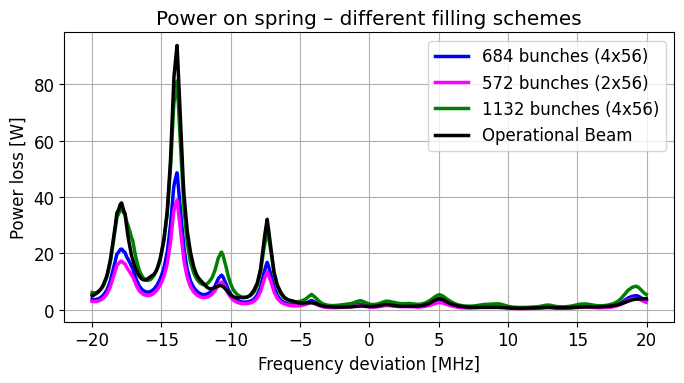 Power on spring – different filling schemes
684 bunches (4x56)
572 bunches (2x56)
1132 bunches (4x56)
Operational Beam
Power loss [W]
80
60
40
20
0
−20 −15 −10 −5 0 5 10 15 20
Frequency deviation [MHz]